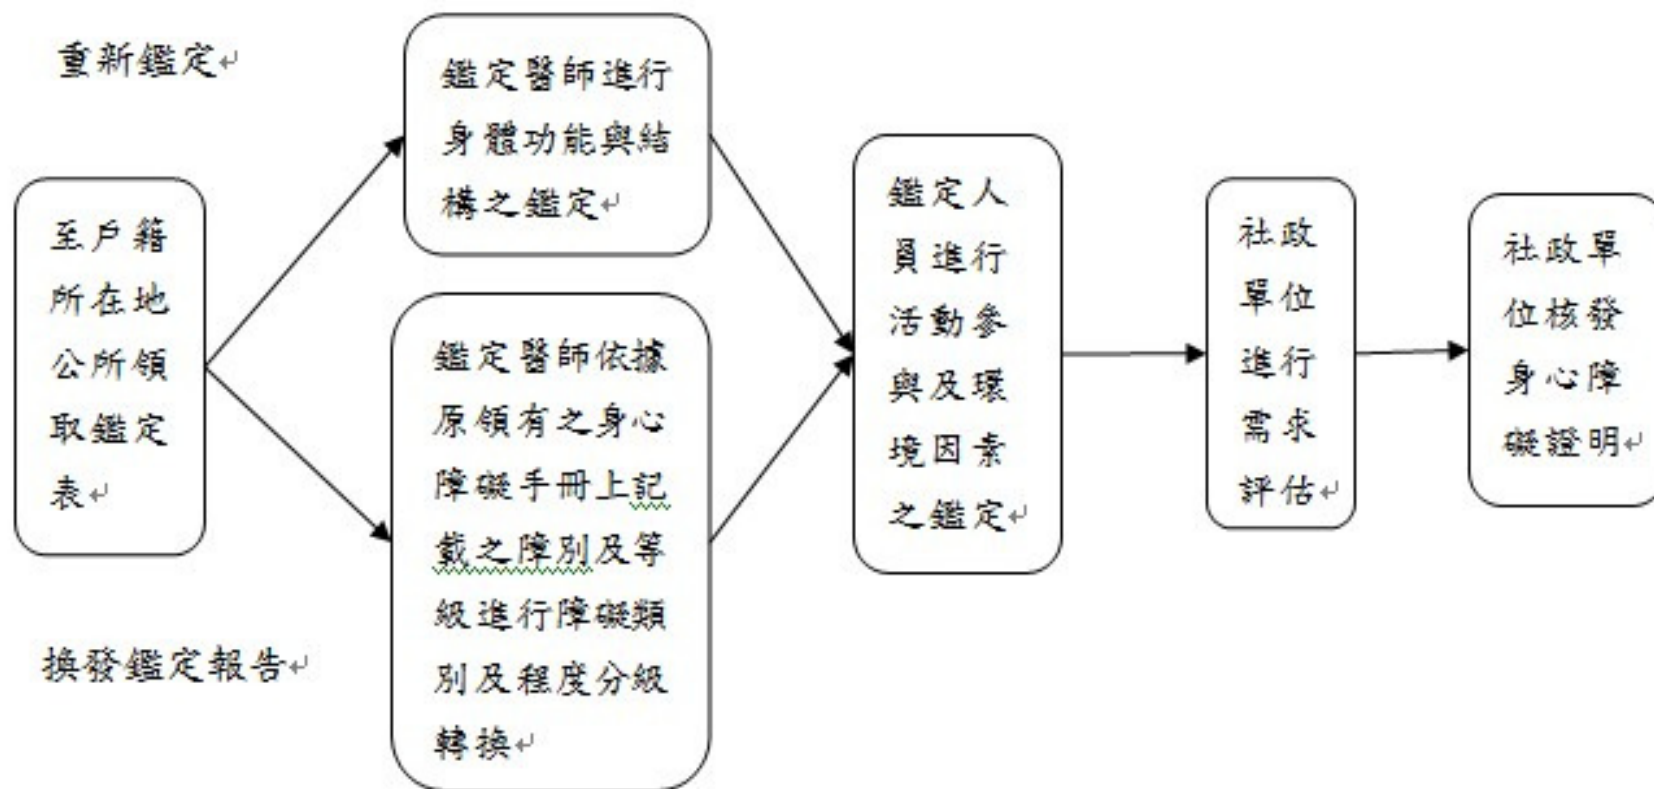 重新鑑定
至戶籍
所在地
公所領
取鑑定
表
鑑定醫師進行
身體功能與結
構之鑑定
鑑定醫師依據
原領有之身心
障礙手冊上記
載之障別及等
級進行障礙類
別及程度分級
轉換
換發鑑定報告
鑑定人
員進行
活動參
與及環
境因素
之鑑定
社政
單位
進行
需求
評估
社政單
位核發
身心障
礙證明